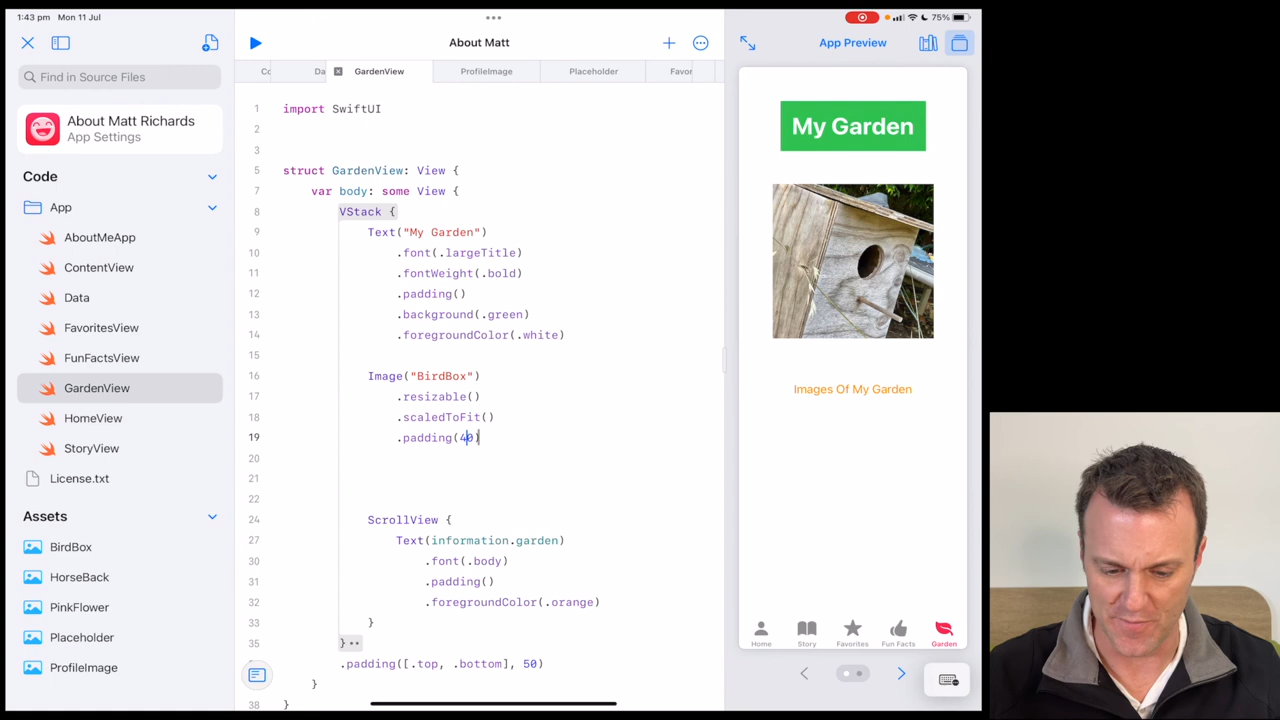 1:43 pm Mon 11 Jul
75%
About Matt
App Preview
Find in Source Files
Co
Da
GardenView
ProfileImage
Placeholder
Favor
About Matt Richards
App Settings
Code
App
AboutMeApp
ContentView
Data
FavoritesView
FunFactsView
GardenView
HomeView
StoryView
License.txt
Assets
BirdBox
HorseBack
PinkFlower
Placeholder
ProfileImage
1 import SwiftUI
2
3
5 struct GardenView: View {
7 var body: some View {
8 VStack {
9 Text("My Garden")
10 .font(.largeTitle)
11 .fontWeight(.bold)
12 .padding()
13 .background(.green)
14 .foregroundColor(.white)
15
16 Image("BirdBox")
17 .resizable()
18 .scaledToFit()
19 .padding(40)
20
21
22
24 ScrollView {
27 Text(information.garden)
30 .font(.body)
31 .padding()
32 .foregroundColor(.orange)
33 }
35 }
.padding([.top, .bottom], 50)
}
38 }
My Garden
Images Of My Garden
Home
Story
Favorites
Fun Facts
Garden